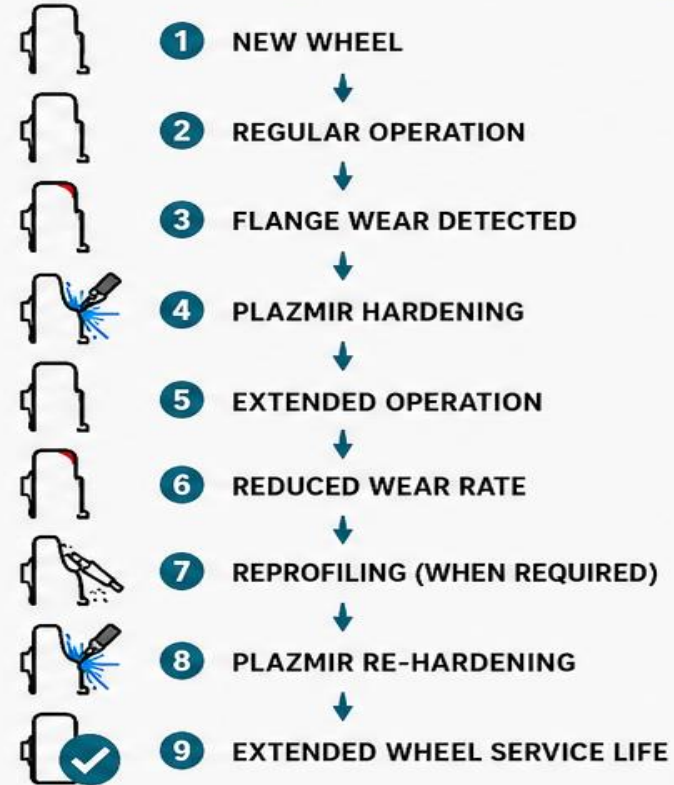 1 NEW WHEEL
2 REGULAR OPERATION
3 FLANGE WEAR DETECTED
4 PLAZMIR HARDENING
5 EXTENDED OPERATION
6 REDUCED WEAR RATE
7 REPROFILING (WHEN REQUIRED)
8 PLAZMIR RE-HARDENING
9 EXTENDED WHEEL SERVICE LIFE